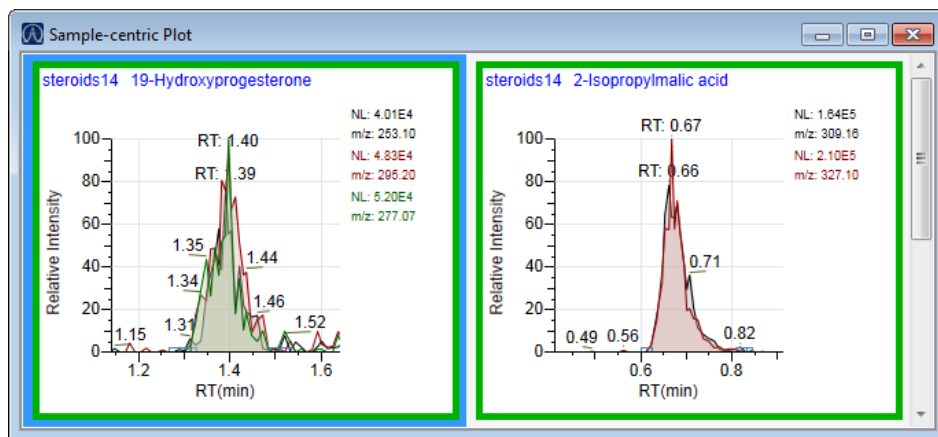 Sample-centric Plot
steroids14 19-Hydroxyprogesterone
NL: 4.01E4
m/z: 253.10
NL: 4.83E4
m/z: 295.20
NL: 5.20E4
m/z: 277.07
RT: 1.40
RT: 1.39
1.35
1.34
1.31
1.15
1.44
1.46
1.52
100
80
60
40
20
0
Relative Intensity
1.2 1.4 1.6
RT(min)
steroids14 2-Isopropylmalic acid
NL: 1.64E5
m/z: 309.16
NL: 2.10E5
m/z: 327.10
RT: 0.67
RT: 0.66
0.71
0.49 0.56 0.82
100
80
60
40
20
0
Relative Intensity
0.6 0.8
RT(min)